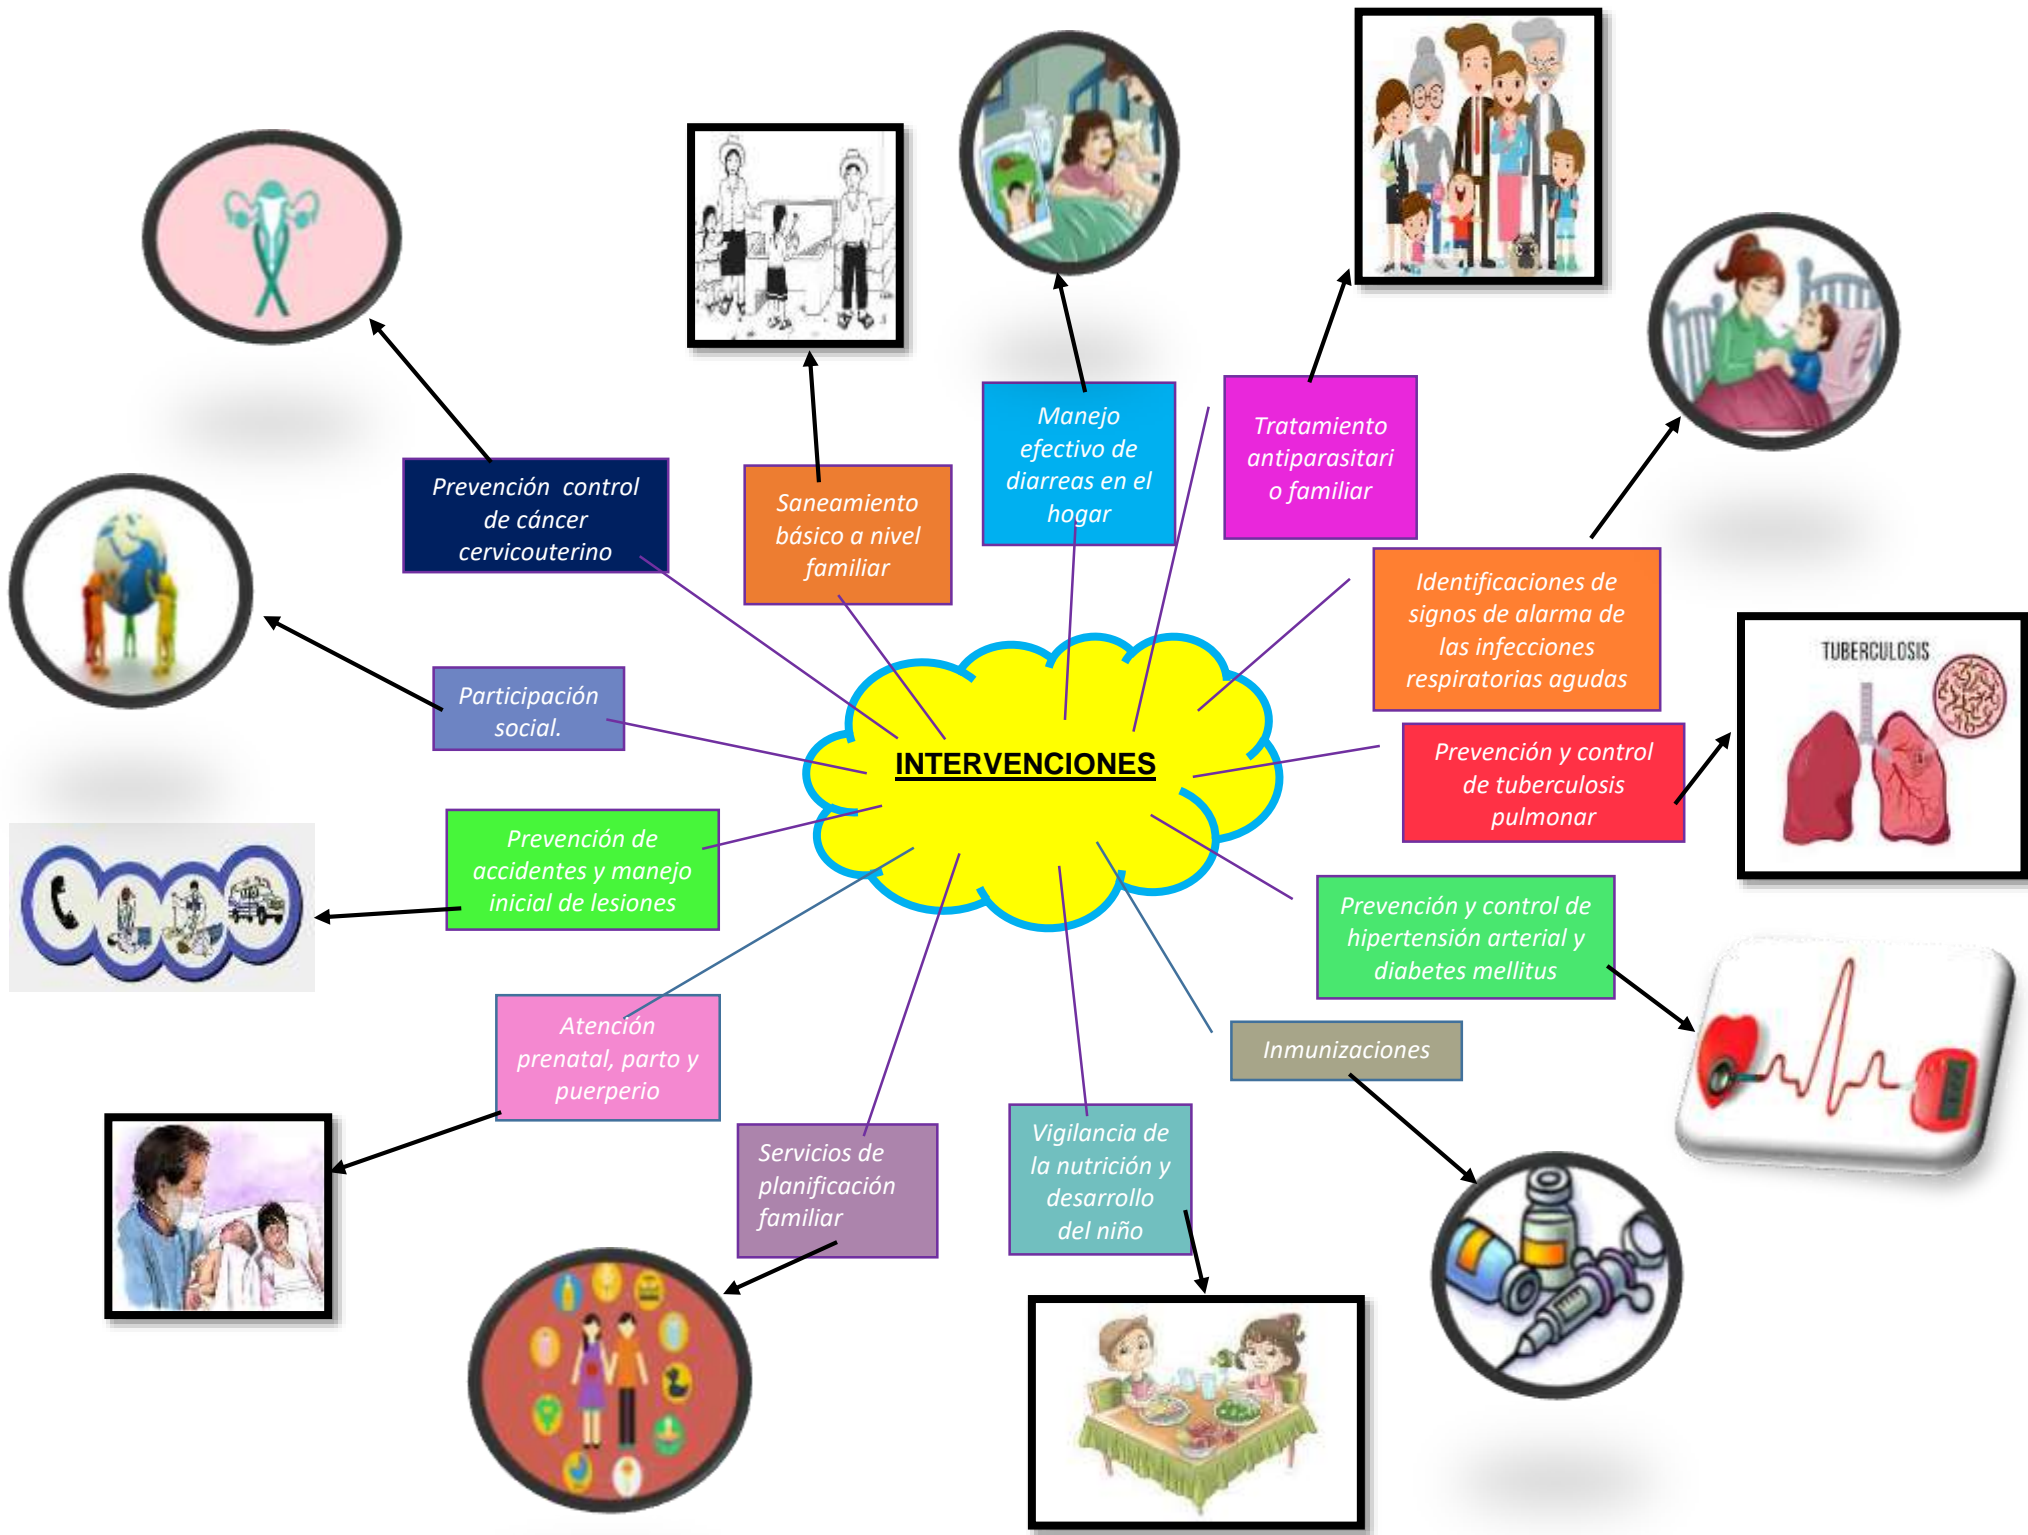 Prevención  control
de cáncer
cervicouterino
Saneamiento
básico a nivel
familiar
Manejo
efectivo de
diarreas en el
hogar
Tratamiento
antiparasitari
o familiar
Identificaciones de
signos de alarma de
las infecciones
respiratorias agudas
TUBERCULOSIS
Participación
social.
INTERVENCIONES
Prevención y control
de tuberculosis
pulmonar
Prevención de
accidentes y manejo
inicial de lesiones
Prevención y control de
hipertensión arterial y
diabetes mellitus
Atención
prenatal, parto y
puerperio
Inmunizaciones
Servicios de
planificación
familiar
Vigilancia de
la nutrición y
desarrollo
del niño